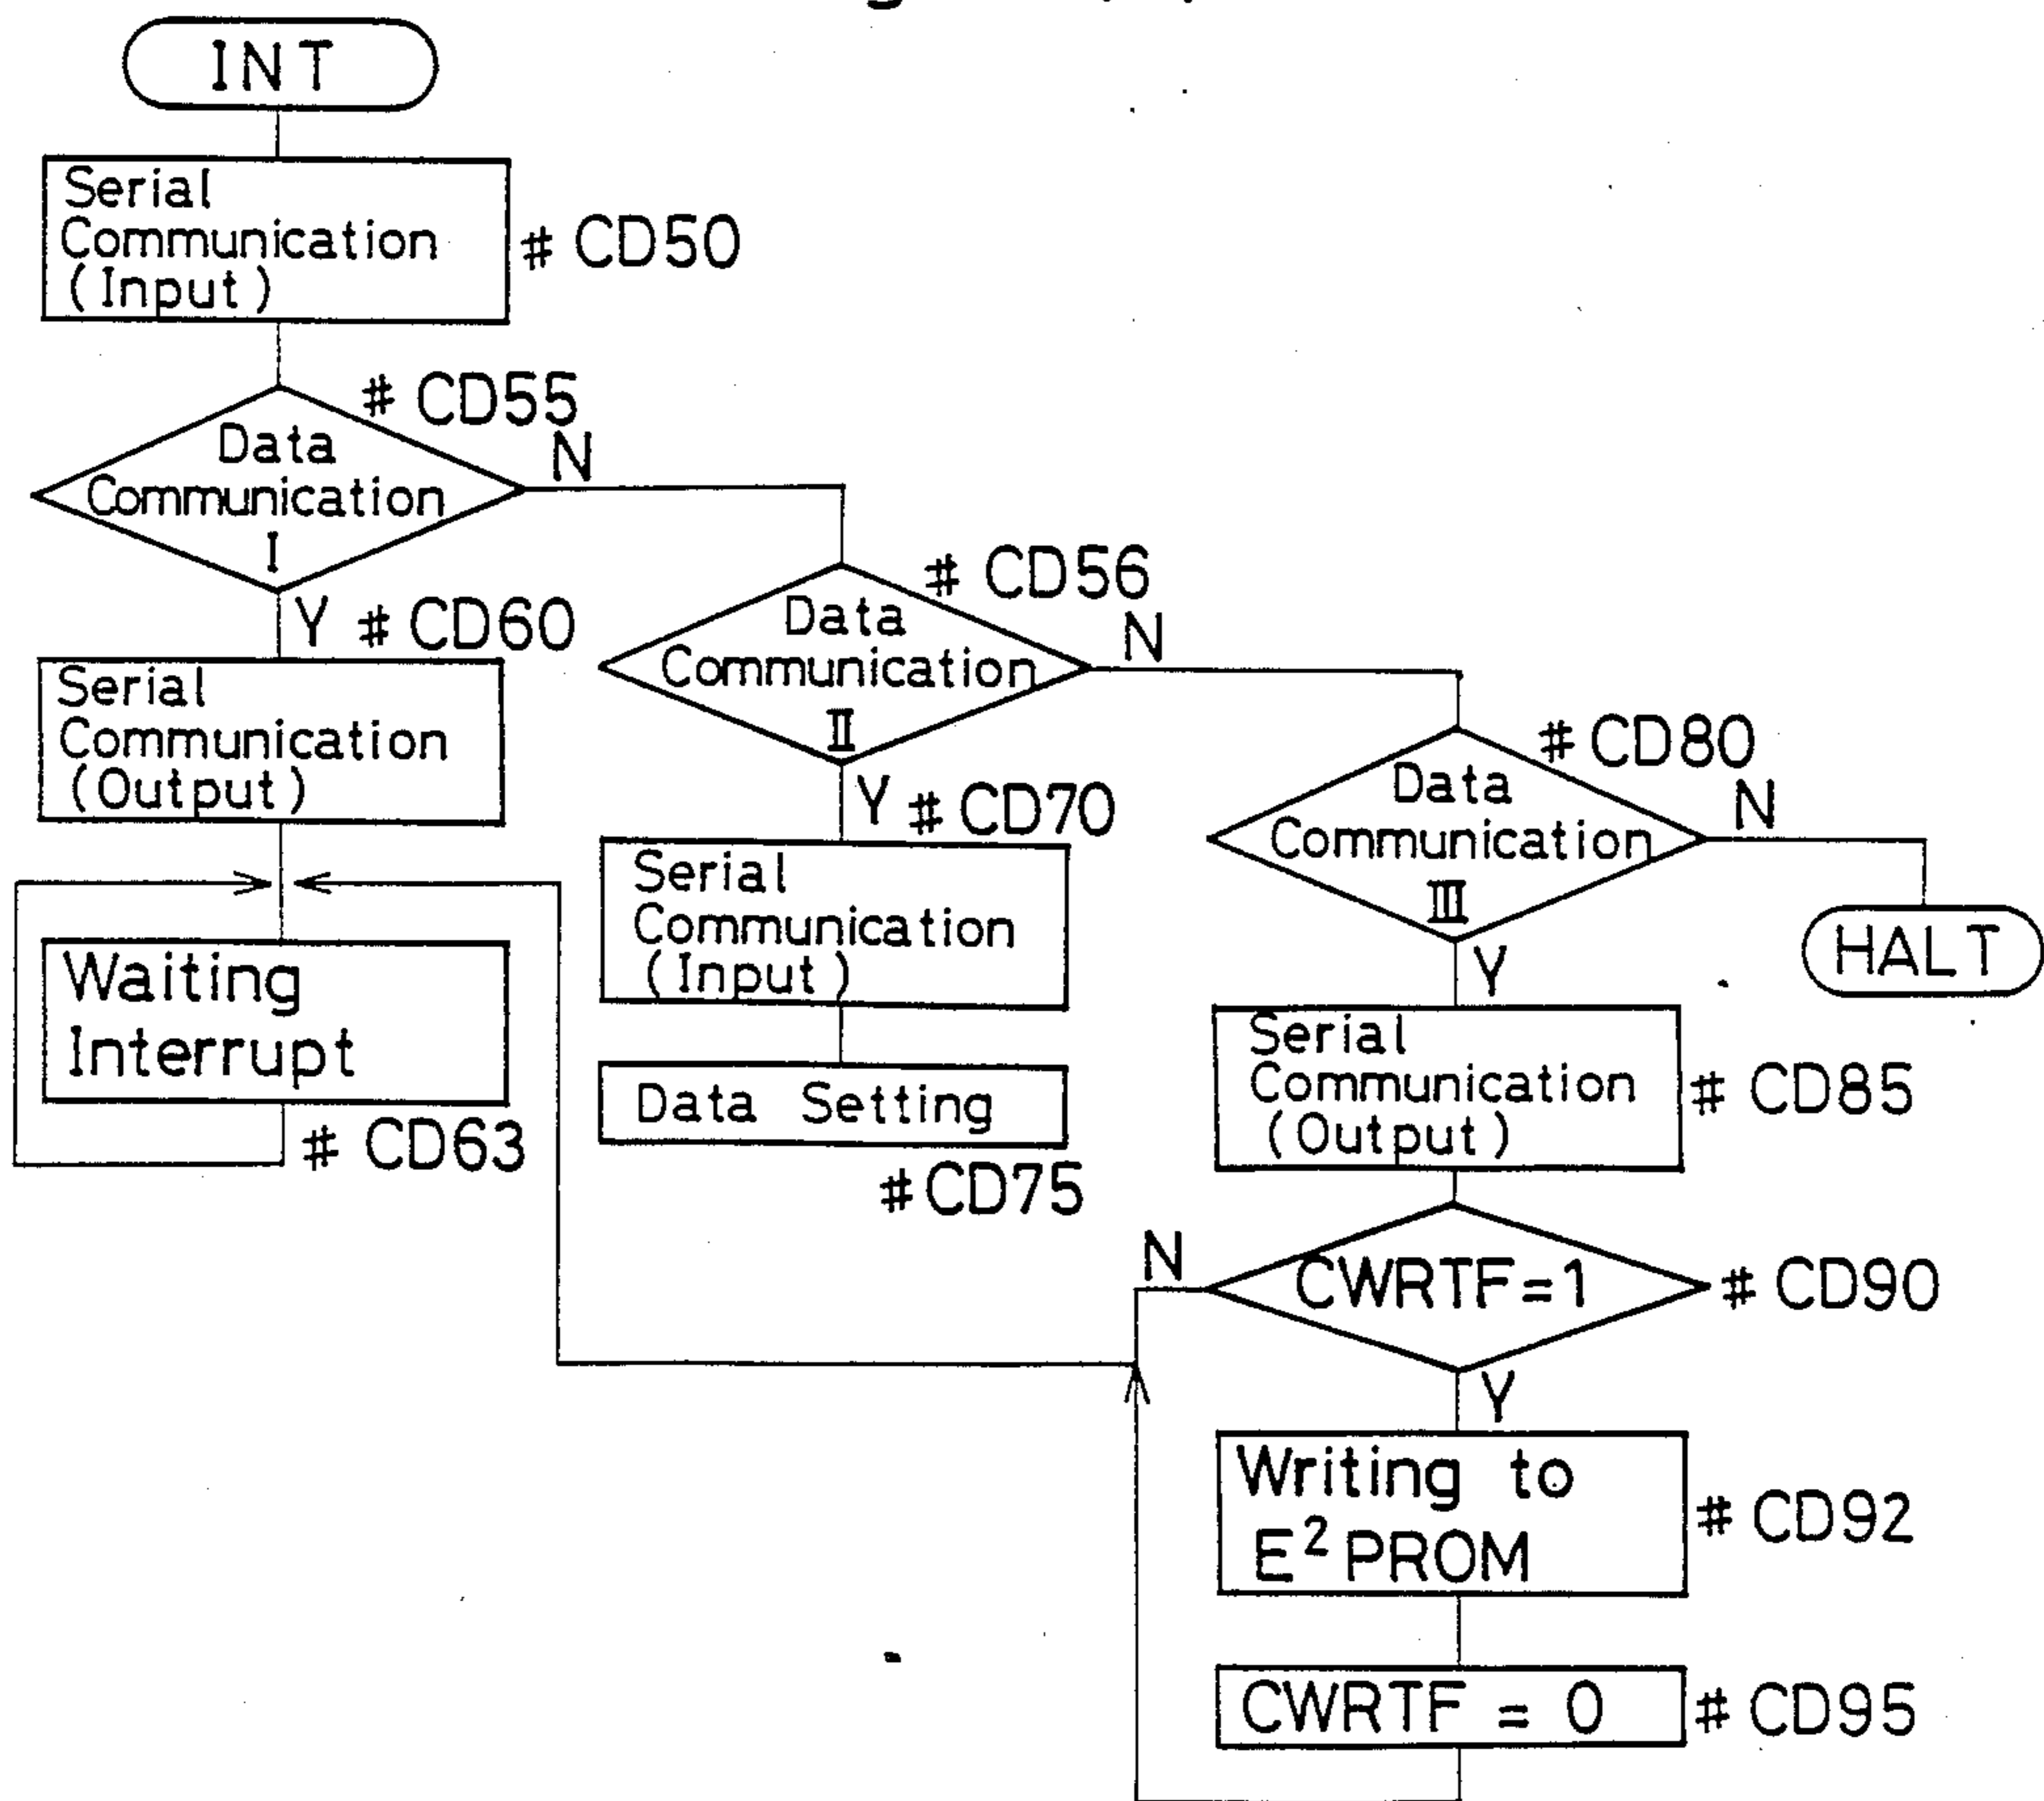 INT
Serial
Communication
(Input)
# CD50
# CD55
Data
Communication
I
N
Y
# CD60
Serial
Communication
(Output)
Waiting
Interrupt
# CD63
# CD56
Data
Communication
II
N
Y
# CD70
Serial
Communication
(Input)
Data Setting
# CD75
# CD80
Data
Communication
III
N
HALT
Y
Serial
Communication
(Output)
# CD85
CWRTF=1
# CD90
N
Y
Writing to
E² PROM
# CD92
CWRTF = 0
# CD95